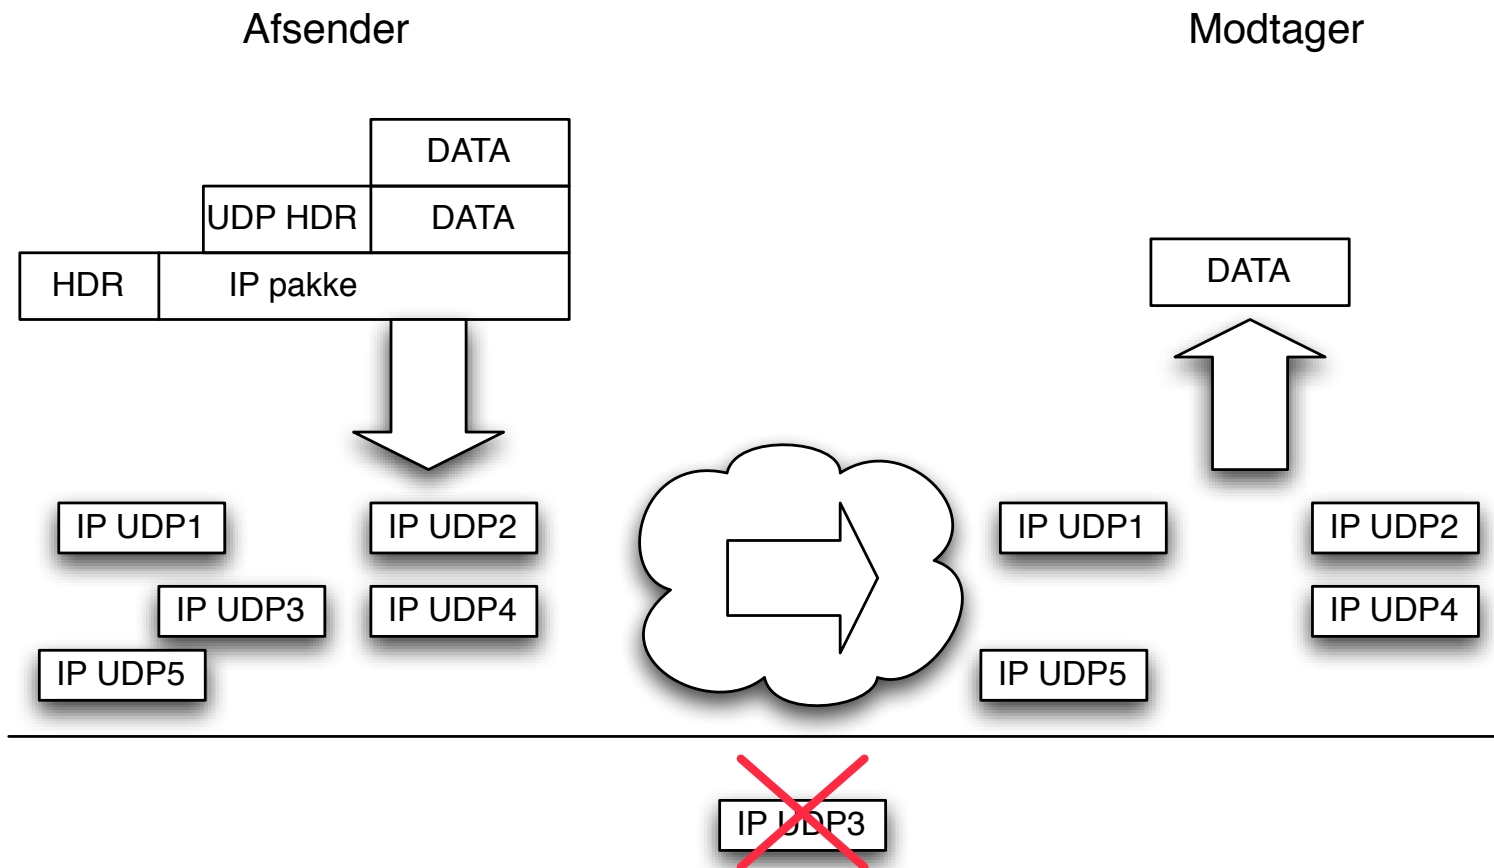 Afsender
Modtager
DATA
UDP HDR
DATA
HDR
IP pakke
DATA
IP UDP1
IP UDP2
IP UDP3
IP UDP4
IP UDP5
IP UDP1
IP UDP2
IP UDP4
IP UDP5
IP UDP3